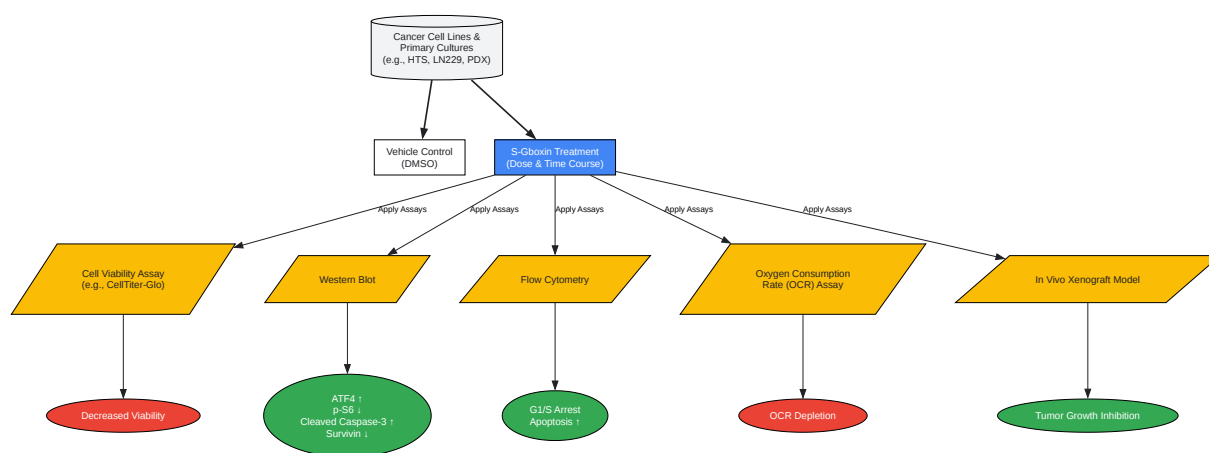 Cancer Cell Lines &
Primary Cultures
(e.g., HTS, LN229, PDX)
Vehicle Control
(DMSO)
S-Gboxin Treatment
(Dose & Time Course)
Apply Assays
Apply Assays
Apply Assays
Apply Assays
Apply Assays
Cell Viability Assay
(e.g., CellTiter-Glo)
Western Blot
Flow Cytometry
Oxygen Consumption
Rate (OCR) Assay
In Vivo Xenograft Model
Decreased Viability
ATF4 ↑
p-S6 ↓
Cleaved Caspase-3 ↑
Survivin ↓
G1/S Arrest
Apoptosis ↑
OCR Depletion
Tumor Growth Inhibition